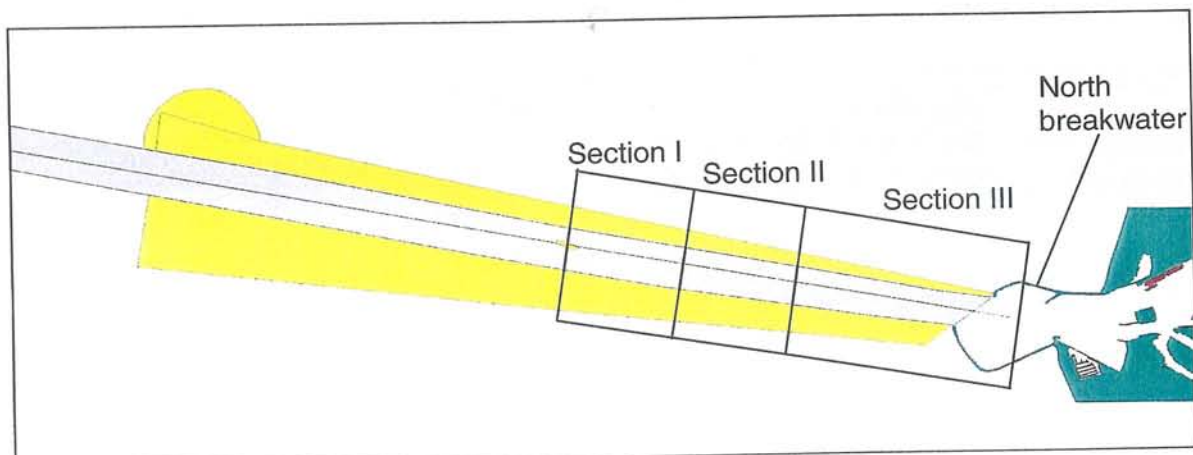 North
breakwater
Section I
Section II
Section III